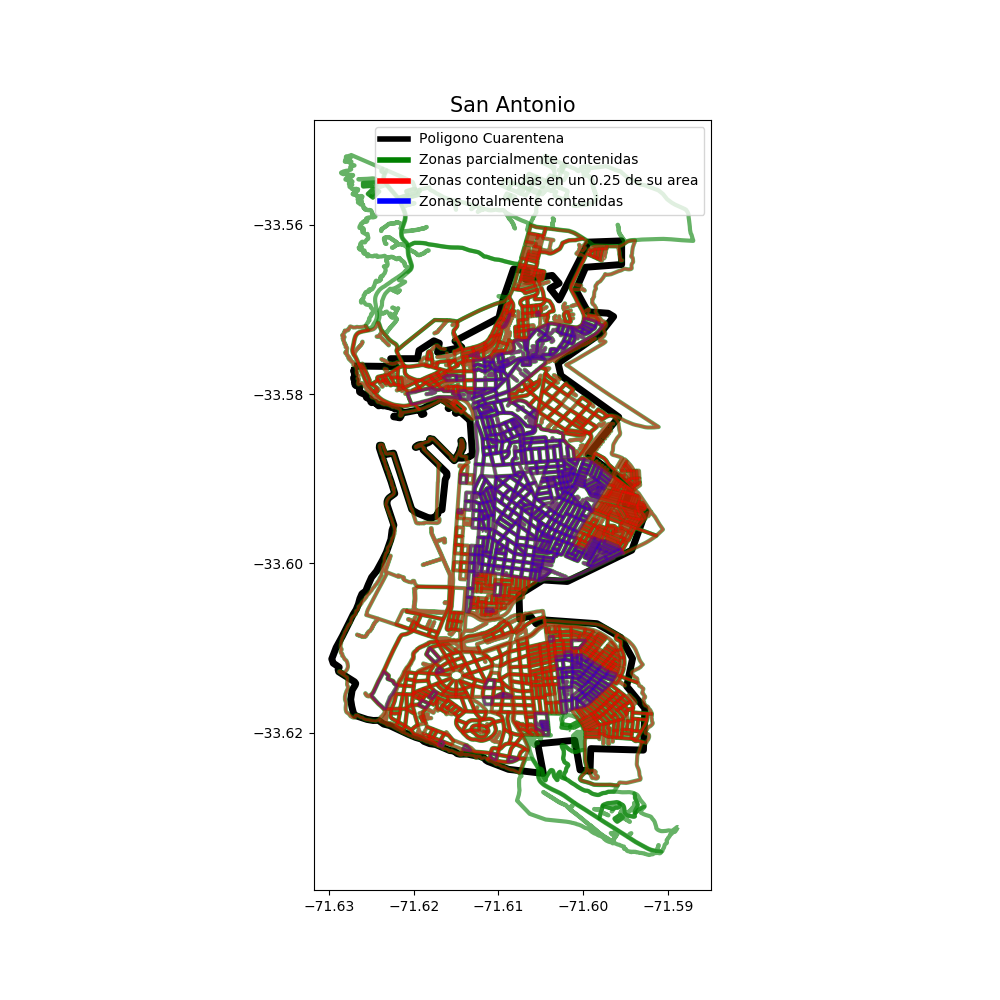 San Antonio
Poligono Cuarentena
Zonas parcialmente contenidas
Zonas contenidas en un 0.25 de su area
Zonas totalmente contenidas
−33.56
−33.58
−33.60
−33.62
−71.63 −71.62 −71.61 −71.60 −71.59